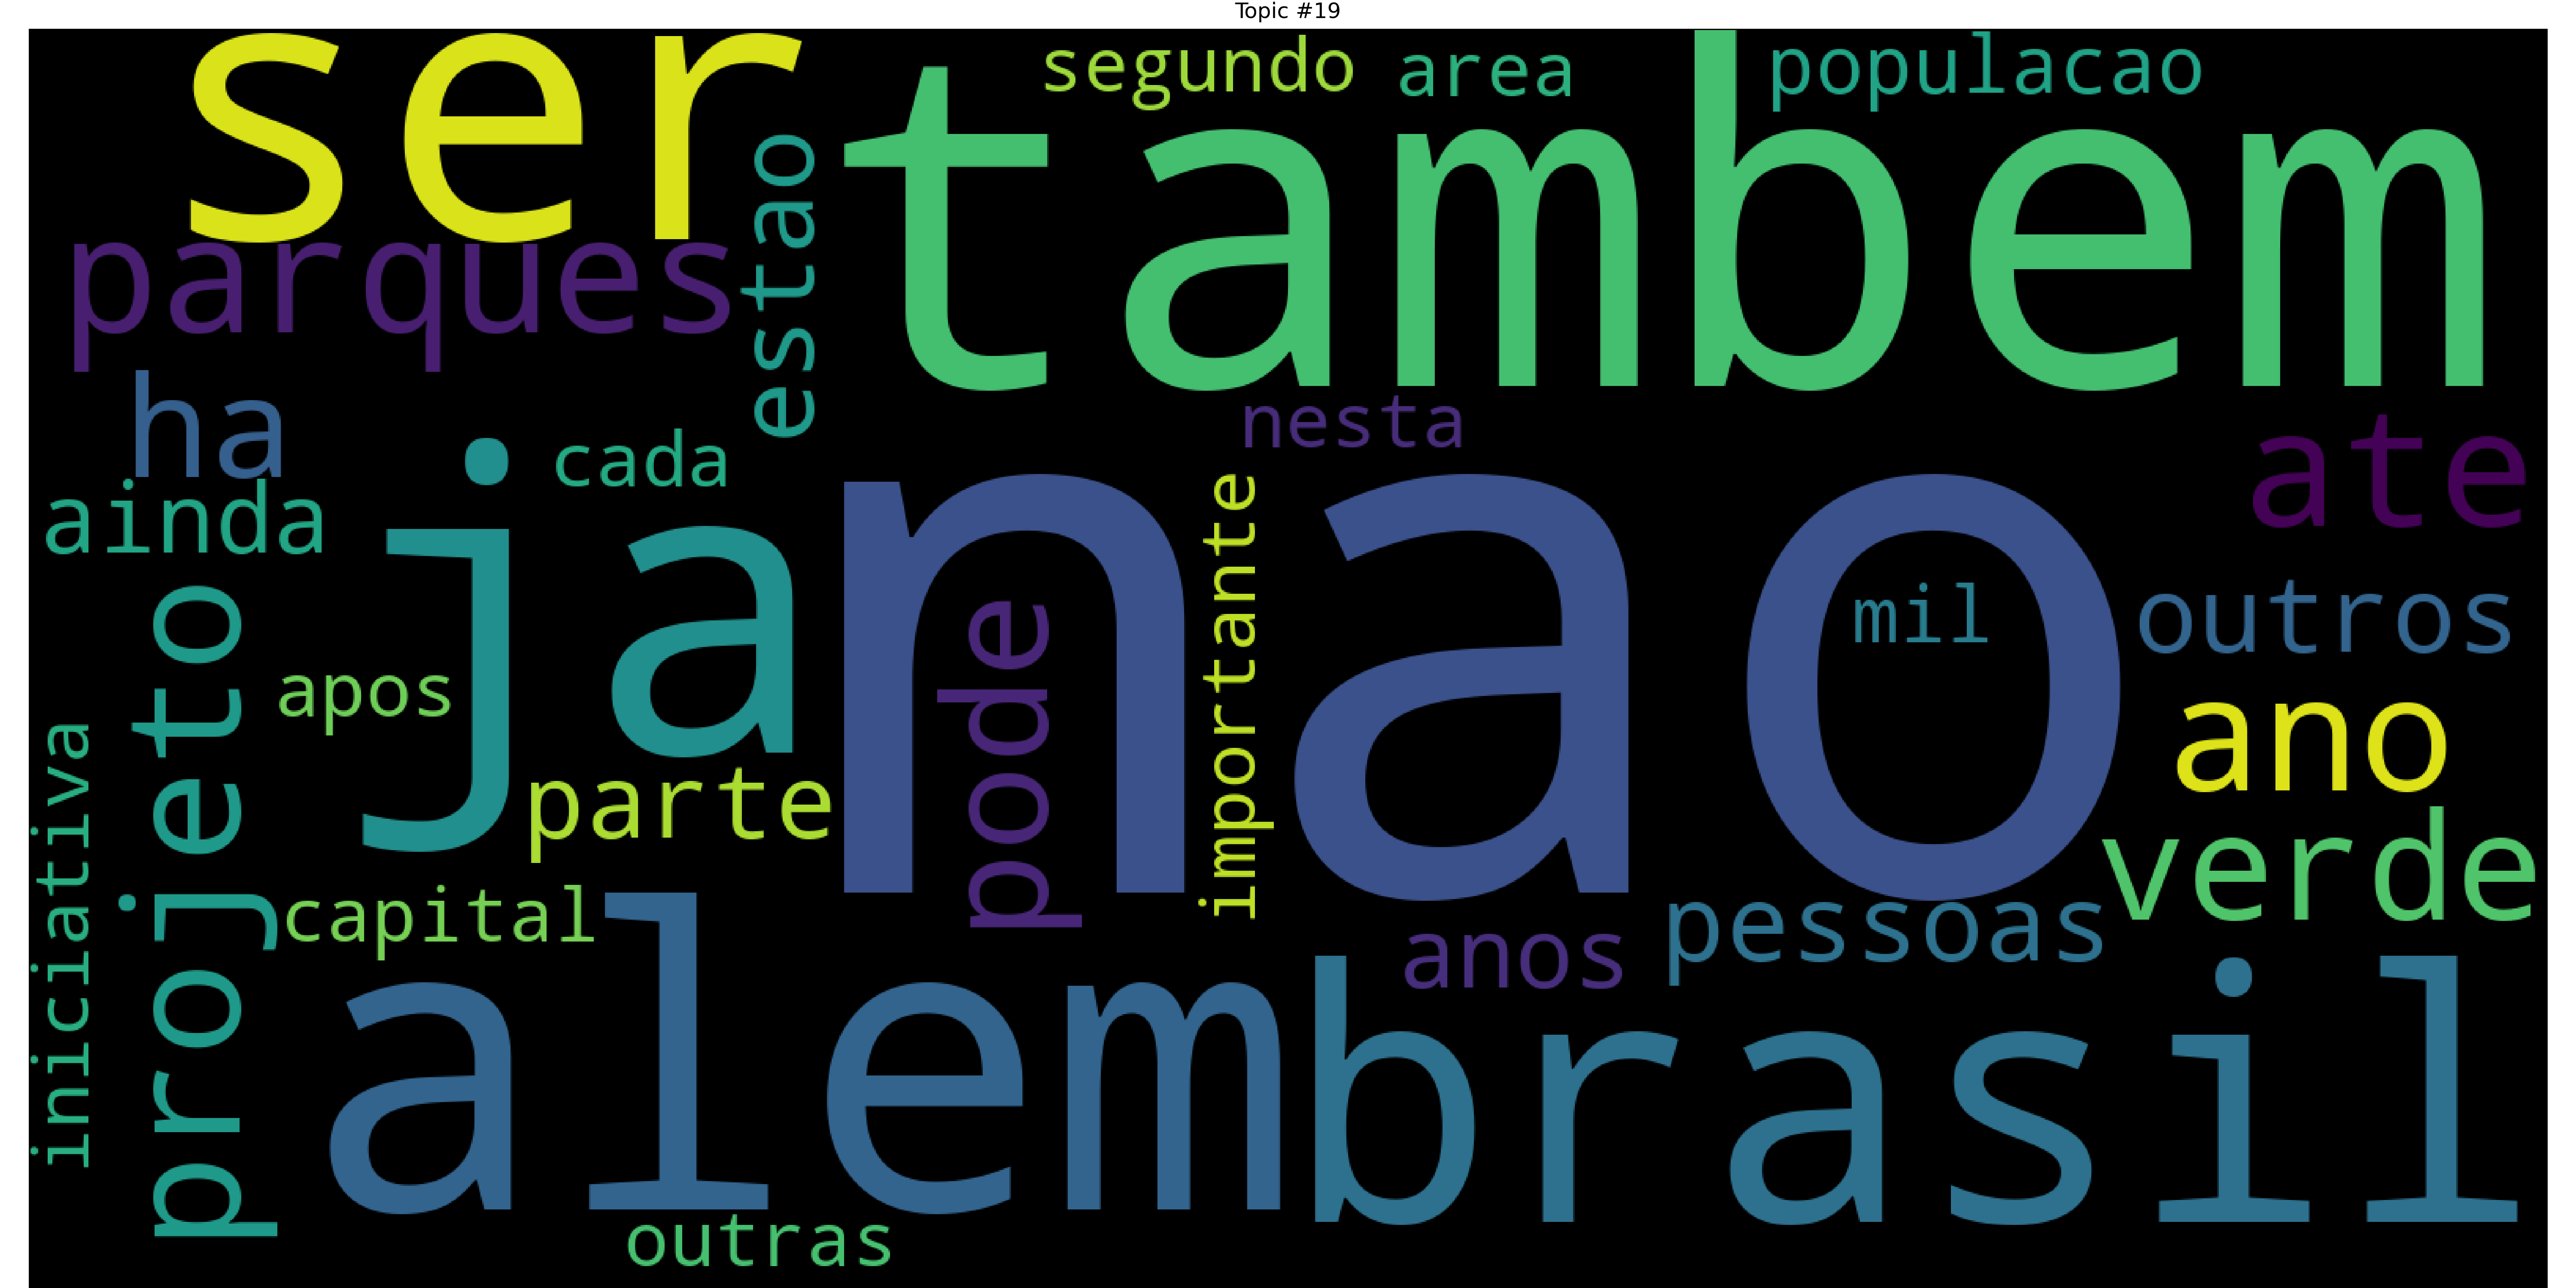 Topic #19
ser
tambem
segundo
area
populacao
parques
estao
ha
cada
nesta
ate
ainda
ja
nao
importante
mil
outros
projeto
apos
pode
ano
iniciativa
parte
verde
capital
anos
pessoas
alem
brasil
outras